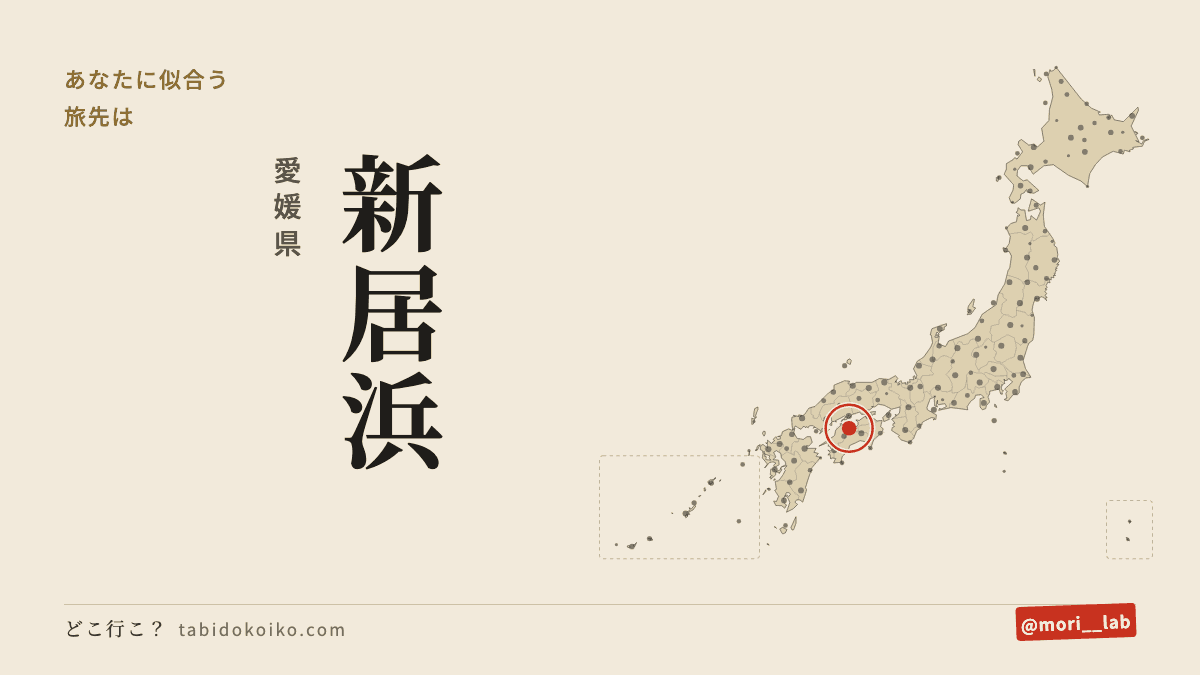 あなたに似合う
旅先は
新居浜
愛媛県
どこ行こ？ tabidokoiko.com
@mori__lab